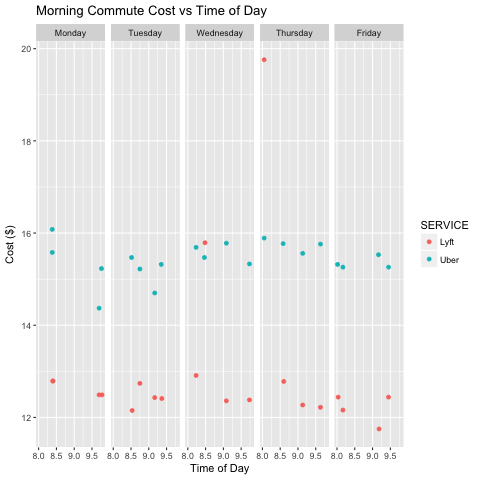 Morning Commute Cost vs Time of Day
Monday Tuesday Wednesday Thursday Friday
20
18
16
14
12
Cost ($)
8.0 8.5 9.0 9.5 8.0 8.5 9.0 9.5 8.0 8.5 9.0 9.5 8.0 8.5 9.0 9.5 8.0 8.5 9.0 9.5
Time of Day
SERVICE
Lyft
Uber